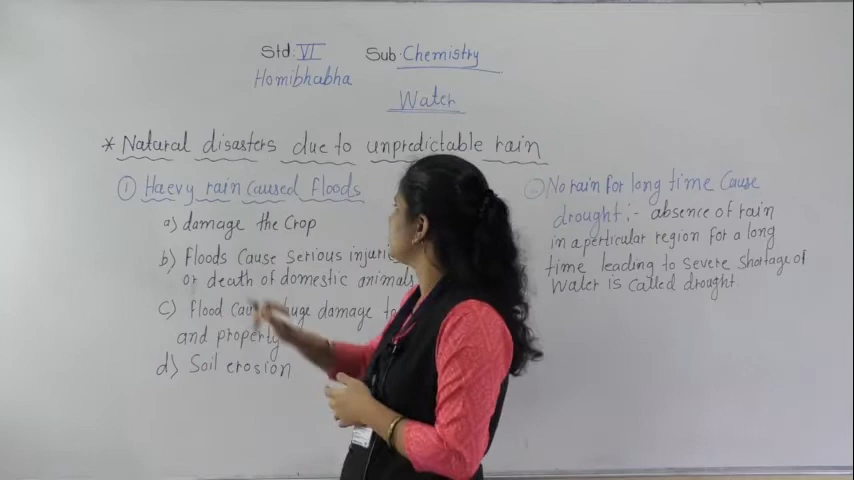 Std: VI Sub: Chemistry
Homibhabha
Water
* Natural disasters due to unpredictable rain
① Haevy rain caused floods
a) damage the crop
b) Floods cause serious
or death of domestic animals
c) Flood huge damage
and property
d) Soil erosion
② No rain for long time cause
drought :- absence of rain
in a perticular region for a long
time leading to severe shortage of
water is called drought